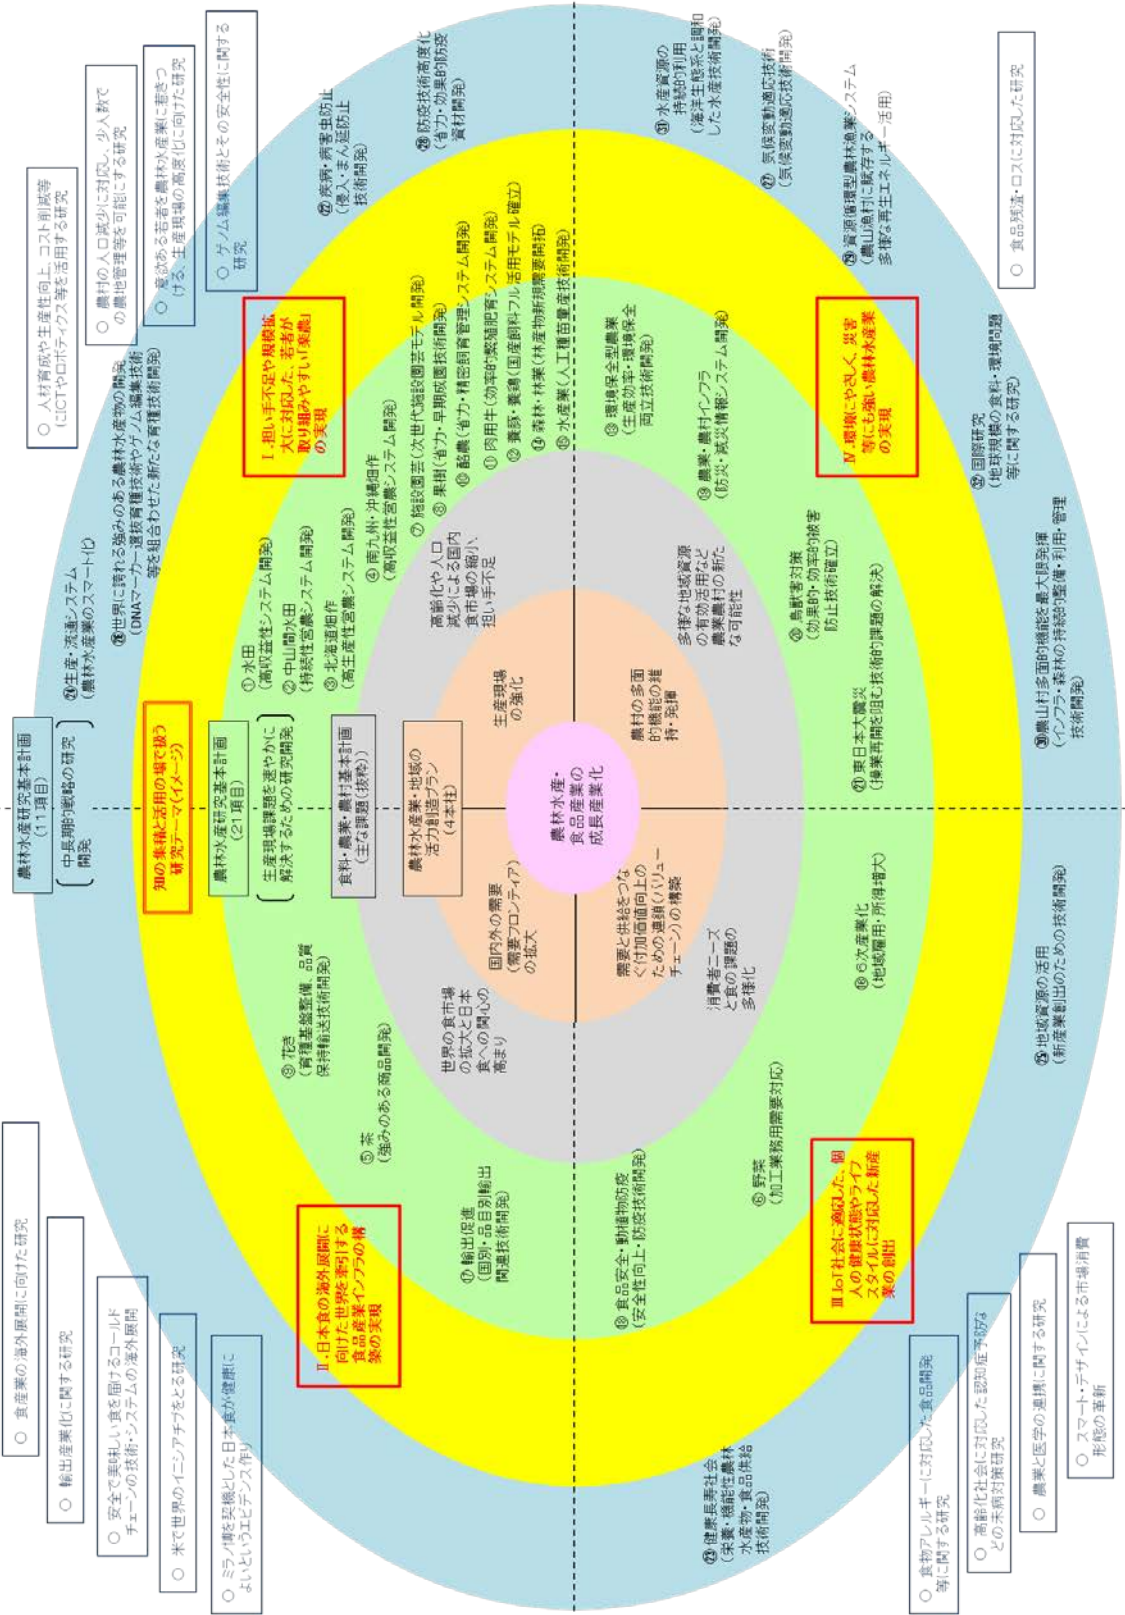 農林水産研究基本計画
(11項目)
中長期的戦略の研究
開発
知の集積と活用の場で扱う
研究テーマ(イメージ)
農林水産研究基本計画
(21項目)
生産現場課題を速やかに
解決するための研究開発
食料・農業・農村基本計画
(主な課題(抜粋))
農林水産業・地域の
活力創造プラン
(4本柱)
農林水産・
食品産業の
成長産業化
○ 食産業の海外展開に向けた研究
○ 輸出産業化に関する研究
○ 安全で美味しい食を届けるコールド
チェーンの技術・システムの海外展開
○ 米で世界のイニシアチブをとる研究
○ ミラノ博を契機とした日本食が健康に
よいというエビデンス作り
Ⅱ.日本食の海外展開に
向けた世界を牽引する
食品産業インフラの構
築の実現
⑨ 花き
(育種基盤整備、品質
保持輸送技術開発)
⑤ 茶
(強みのある商品開発)
⑰ 輸出促進
(国別・品目別輸出
関連技術開発)
世界の食市場
の拡大と日本
食への関心の
高まり
国内外の需要
(需要フロンティア)
の拡大
○ 人材育成や生産性向上、コスト削減等
にICTやロボティクス等を活用する研究
○ 農村の人口減少に対応し、少人数で
の農地管理等を可能にする研究
○ 意欲ある若者を農林水産業に惹きつ
ける、生産現場の高度化に向けた研究
○ ゲノム編集技術とその安全性に関する
研究
㉔生産・流通システム
(農林水産業のスマート化)
㉖世界に誇れる強みのある農林水産物の開発
(DNAマーカー選抜育種技術やゲノム編集技術
等を組合わせた新たな育種技術開発)
Ⅰ.担い手不足や規模拡
大に対応した、若者が
取り組みやすい「楽農」
の実現
㉒ 疾病・病害虫防止
(侵入・まん延防止
技術開発)
㉘ 防疫技術高度化
(省力・効果的防疫
資材開発)
① 水田
(高収益性システム開発)
② 中山間水田
(持続性営農システム開発)
③ 北海道畑作
(高生産性営農システム開発)
④ 南九州・沖縄畑作
(高収益性営農システム開発)
⑦ 施設園芸(次世代施設園芸モデル開発)
⑧ 果樹(省力・早期成園技術開発)
⑩ 酪農(省力・精密飼育管理システム開発)
⑪ 肉用牛(効率的繁殖肥育システム開発)
⑫ 養豚・養鶏(国産飼料フル活用モデル確立)
⑭ 森林・林業(林産物新規需要開拓)
⑮ 水産業(人工種苗量産技術開発)
高齢化や人口
減少による国内
食市場の縮小、
担い手不足
生産現場
の強化
需要と供給をつな
ぐ付加価値向上の
ための連鎖(バリュー
チェーン)の構築
消費者ニーズ
と食の課題の
多様化
⑱ 食品安全・動植物防疫
(安全性向上・防疫技術開発)
⑥ 野菜
(加工業務用需要対応)
⑯ 6次産業化
(地域雇用・所得増大)
Ⅲ.IoT社会に適応した、個
人の健康状態やライフ
スタイルに対応した新産
業の創出
㉓ 健康長寿社会
(栄養・機能性農林
水産物・食品供給
技術開発)
㉕ 地域資源の活用
(新産業創出のための技術開発)
○ 食物アレルギーに対応した食品開発
等に関する研究
○ 高齢化社会に対応した認知症予防な
どの未病対策研究
○ 農業と医学の連携に関する研究
○ スマート・デザインによる市場消費
形態の革新
農村の多面
的機能の維
持・発揮
多様な地域資源
の有効活用など
農業農村の新た
な可能性
⑬ 環境保全型農業
(生産効率・環境保全
両立技術開発)
⑲ 農業・農村インフラ
(防災・減災情報システム開発)
⑳ 鳥獣害対策
(効果的・効率的被害
防止技術確立)
㉑ 東日本大震災
(操業再開を阻む技術的課題の解決)
Ⅳ.環境にやさしく、災害
等にも強い農林水産業
の実現
㉛ 水産資源の
持続的利用
(海洋生態系と調和
した水産技術開発)
㉗ 気候変動適応技術
(気候変動適応技術開発)
㉙ 資源循環型農林漁業システム
(農山漁村に賦存する
多様な再生エネルギー活用)
㉜ 国際研究
(地球規模の食料・環境問題
等に関する研究)
㉚農山村多面的機能を最大限発揮
(インフラ・森林の持続的整備・利用・管理
技術開発)
○ 食品残渣・ロスに対応した研究